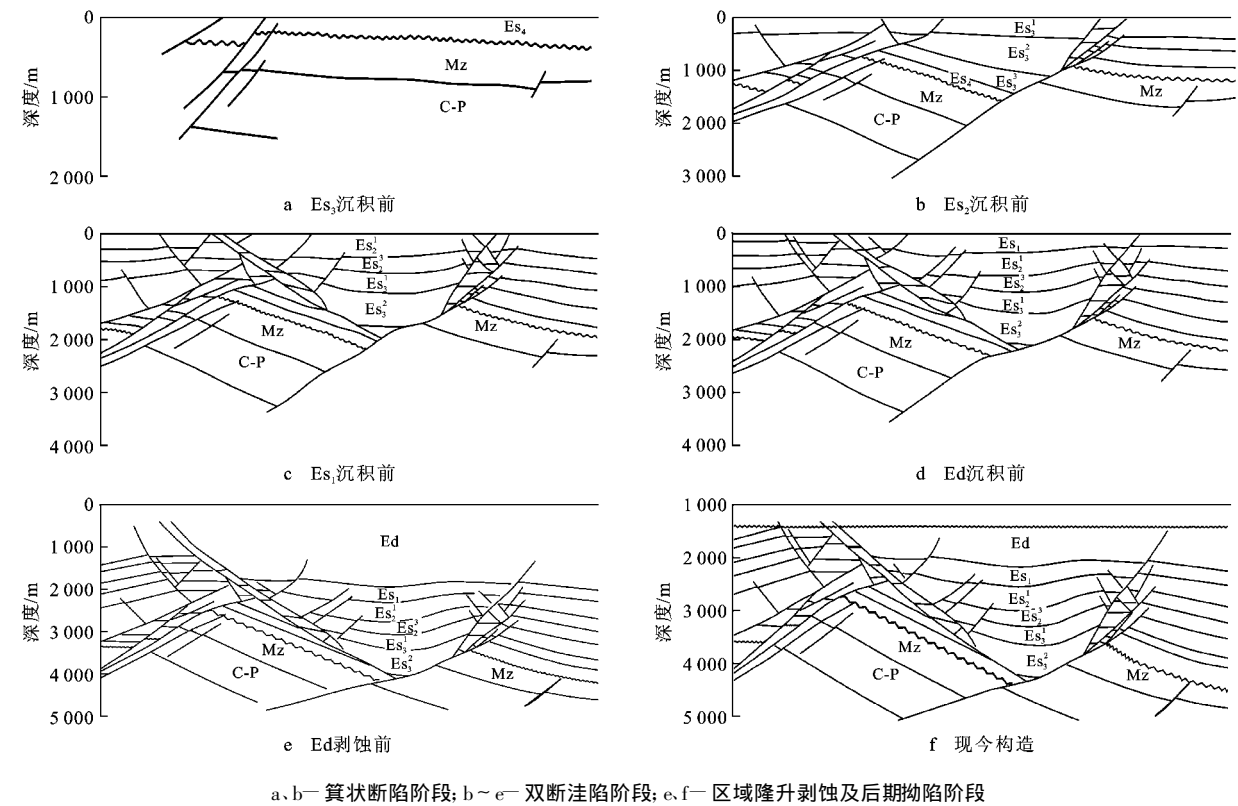 0
1 000
2 000
深度/m
Es₄
Mz
C-P
a Es₃沉积前
0
1 000
2 000
3 000
深度/m
Es₃¹
Es₃²
Es₃³
Es₄
Mz
C-P
Mz
b Es₂沉积前
0
1 000
2 000
3 000
4 000
深度/m
Es₂¹
Es₂³
Es₃¹
Es₃²
Mz
C-P
Mz
c Es₁沉积前
0
1 000
2 000
3 000
4 000
深度/m
Es₁
Es₂¹
Es₂³
Es₃¹
Es₃²
Mz
C-P
Mz
d Ed沉积前
0
1 000
2 000
3 000
4 000
5 000
深度/m
Ed
Es₁
Es₂¹
Es₂³
Es₃¹
Es₃²
Mz
C-P
Mz
e Ed剥蚀前
1 000
2 000
3 000
4 000
5 000
深度/m
Ed
Es₁
Es₂¹
Es₂³
Es₃¹
Es₃²
Mz
C-P
Mz
f 现今构造
a、b— 箕状断陷阶段; b ~ e— 双断洼陷阶段; e、f— 区域隆升剥蚀及后期拗陷阶段